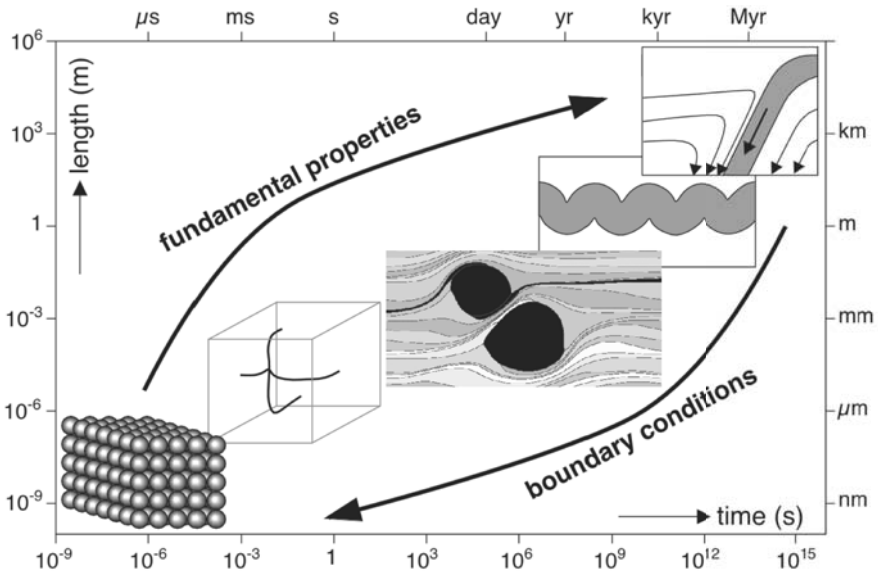 µs ms s day yr kyr Myr
10⁶
length (m)
fundamental properties
10³ km
1 m
10⁻³ mm
10⁻⁶ µm
boundary conditions
10⁻⁹ nm
time (s)
10⁻⁹ 10⁻⁶ 10⁻³ 1 10³ 10⁶ 10⁹ 10¹² 10¹⁵